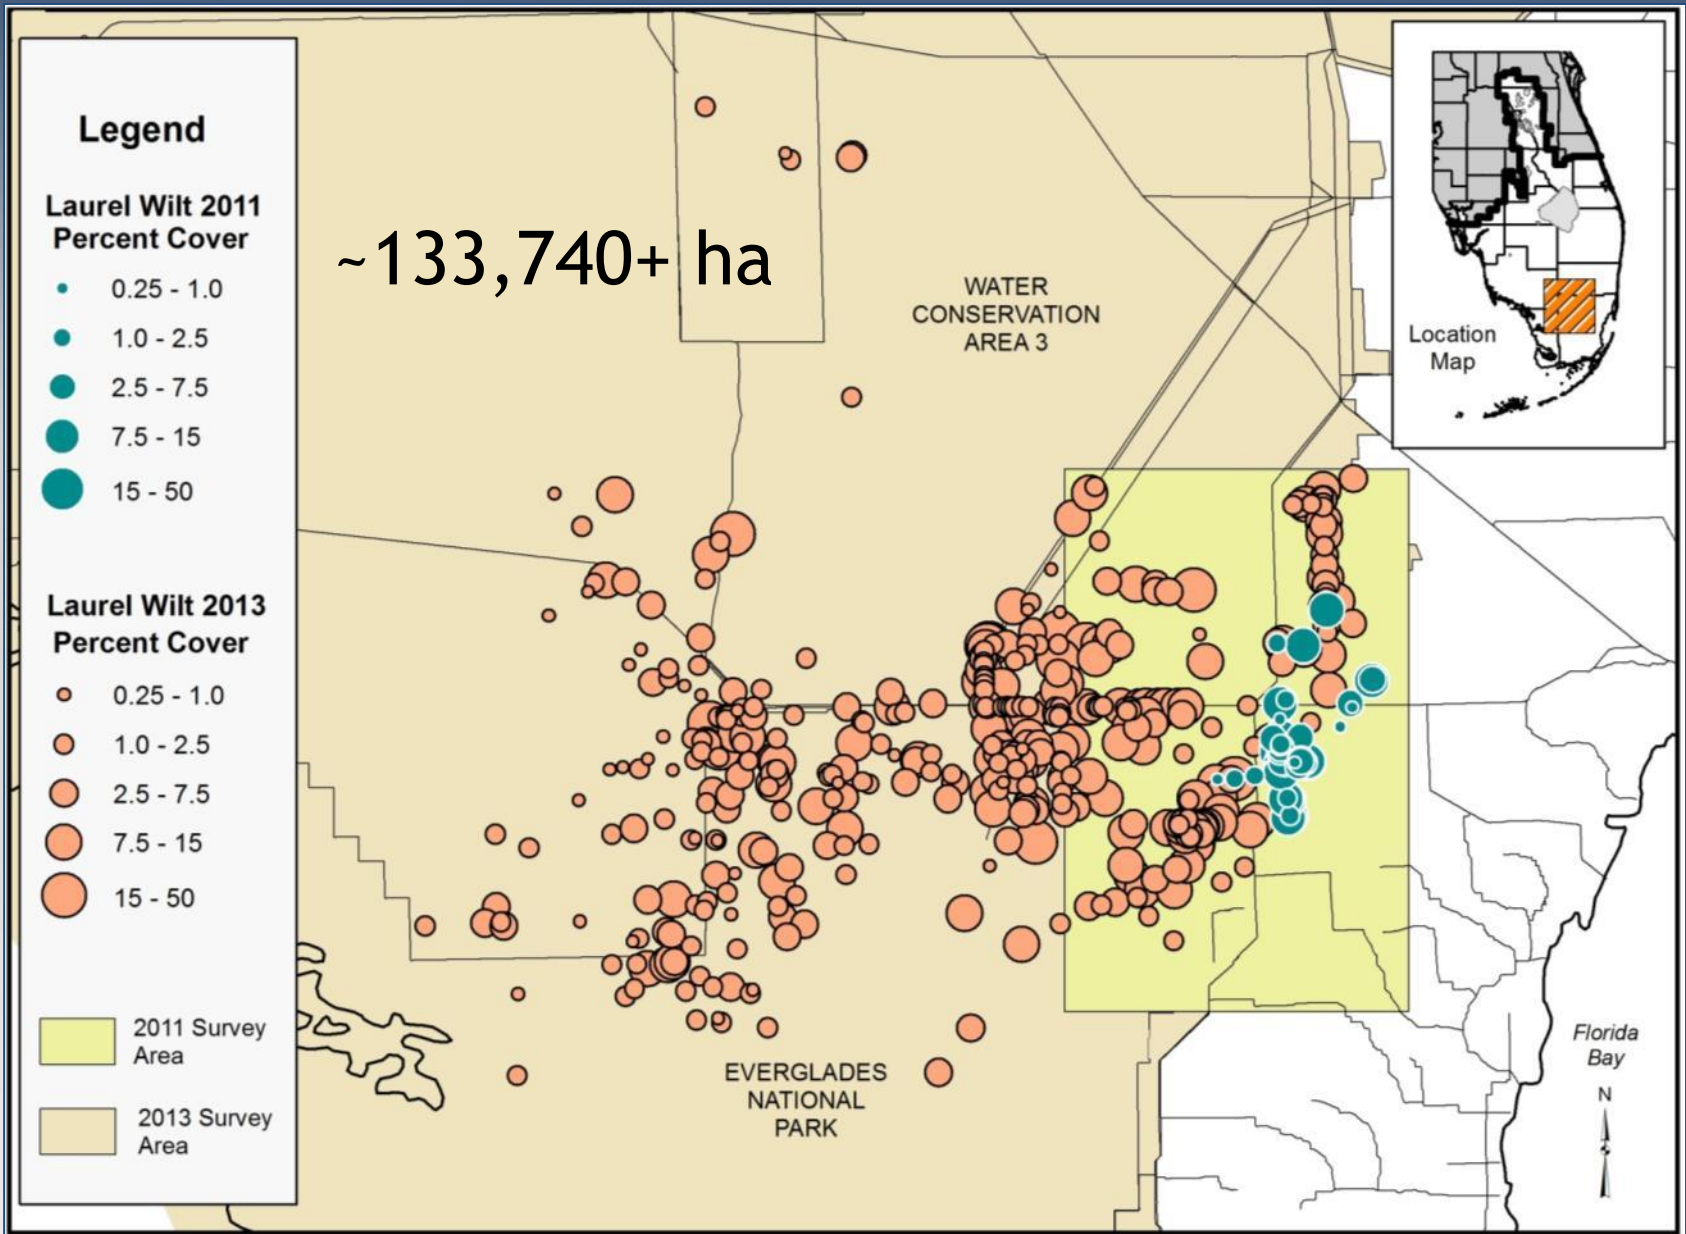 Legend
Laurel Wilt 2011
Percent Cover
0.25 - 1.0
1.0 - 2.5
2.5 - 7.5
7.5 - 15
15 - 50
Laurel Wilt 2013
Percent Cover
0.25 - 1.0
1.0 - 2.5
2.5 - 7.5
7.5 - 15
15 - 50
2011 Survey
Area
2013 Survey
Area
~133,740+ ha
WATER
CONSERVATION
AREA 3
EVERGLADES
NATIONAL
PARK
Location
Map
Florida
Bay
N